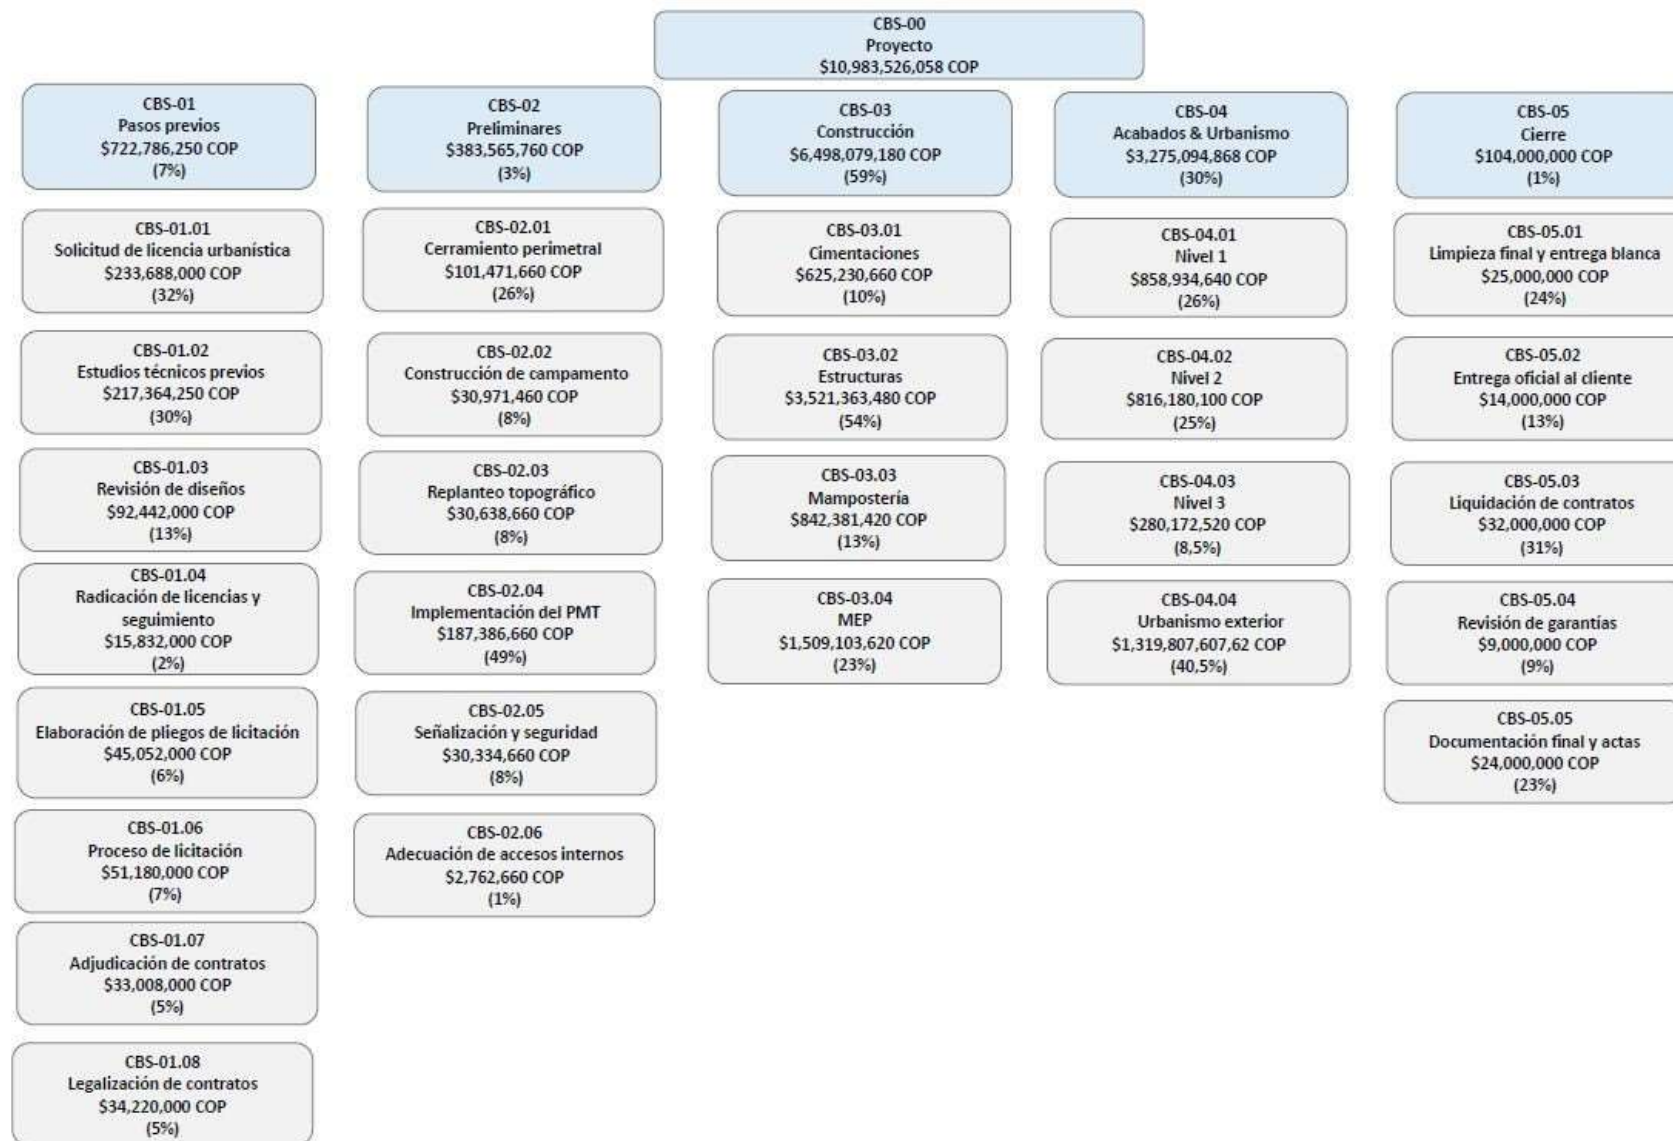 CBS-00
Proyecto
$10,983,526,058 COP
CBS-01
Pasos previos
$722,786,250 COP
(7%)
CBS-01.01
Solicitud de licencia urbanística
$233,688,000 COP
(32%)
CBS-01.02
Estudios técnicos previos
$217,364,250 COP
(30%)
CBS-01.03
Revisión de diseños
$92,442,000 COP
(13%)
CBS-01.04
Radicación de licencias y
seguimiento
$15,832,000 COP
(2%)
CBS-01.05
Elaboración de pliegos de licitación
$45,052,000 COP
(6%)
CBS-01.06
Proceso de licitación
$51,180,000 COP
(7%)
CBS-01.07
Adjudicación de contratos
$33,008,000 COP
(5%)
CBS-01.08
Legalización de contratos
$34,220,000 COP
(5%)
CBS-02
Preliminares
$383,565,760 COP
(3%)
CBS-02.01
Cerramiento perimetral
$101,471,660 COP
(26%)
CBS-02.02
Construcción de campamento
$30,971,460 COP
(8%)
CBS-02.03
Replanteo topográfico
$30,638,660 COP
(8%)
CBS-02.04
Implementación del PMT
$187,386,660 COP
(49%)
CBS-02.05
Señalización y seguridad
$30,334,660 COP
(8%)
CBS-02.06
Adecuación de accesos internos
$2,762,660 COP
(1%)
CBS-03
Construcción
$6,498,079,180 COP
(59%)
CBS-03.01
Cimentaciones
$625,230,660 COP
(10%)
CBS-03.02
Estructuras
$3,521,363,480 COP
(54%)
CBS-03.03
Mampostería
$842,381,420 COP
(13%)
CBS-03.04
MEP
$1,509,103,620 COP
(23%)
CBS-04
Acabados & Urbanismo
$3,275,094,868 COP
(30%)
CBS-04.01
Nivel 1
$858,934,640 COP
(26%)
CBS-04.02
Nivel 2
$816,180,100 COP
(25%)
CBS-04.03
Nivel 3
$280,172,520 COP
(8,5%)
CBS-04.04
Urbanismo exterior
$1,319,807,607,62 COP
(40,5%)
CBS-05
Cierre
$104,000,000 COP
(1%)
CBS-05.01
Limpieza final y entrega blanca
$25,000,000 COP
(24%)
CBS-05.02
Entrega oficial al cliente
$14,000,000 COP
(13%)
CBS-05.03
Liquidación de contratos
$32,000,000 COP
(31%)
CBS-05.04
Revisión de garantías
$9,000,000 COP
(9%)
CBS-05.05
Documentación final y actas
$24,000,000 COP
(23%)